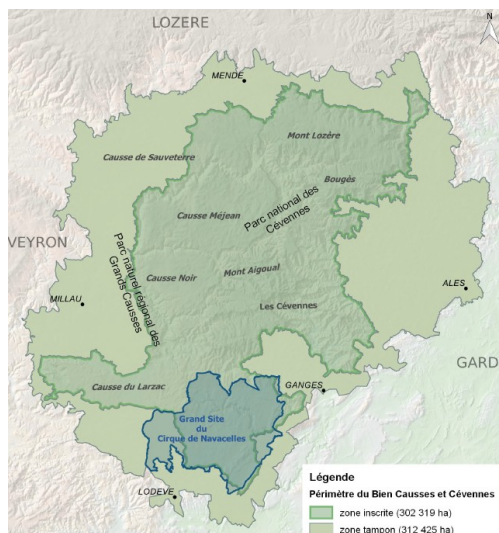 LOZERE
N
MENDE
Mont Lozère
Causse de Sauveterre
Bougés
Parc national des
Cévennes
Causse Méjean
VEYRON
Parc naturel régional des
Grands Causses
Mont Aigoual
Causse Noir
ALES
MILLAU
Les Cévennes
GARD
Causse du Larzac
GANGES
Grand Site
du
Cirque de Navacelles
LODEVE
Légende
Périmètre du Bien Causses et Cévennes
zone inscrite (302 319 ha)
zone tampon (312 425 ha)